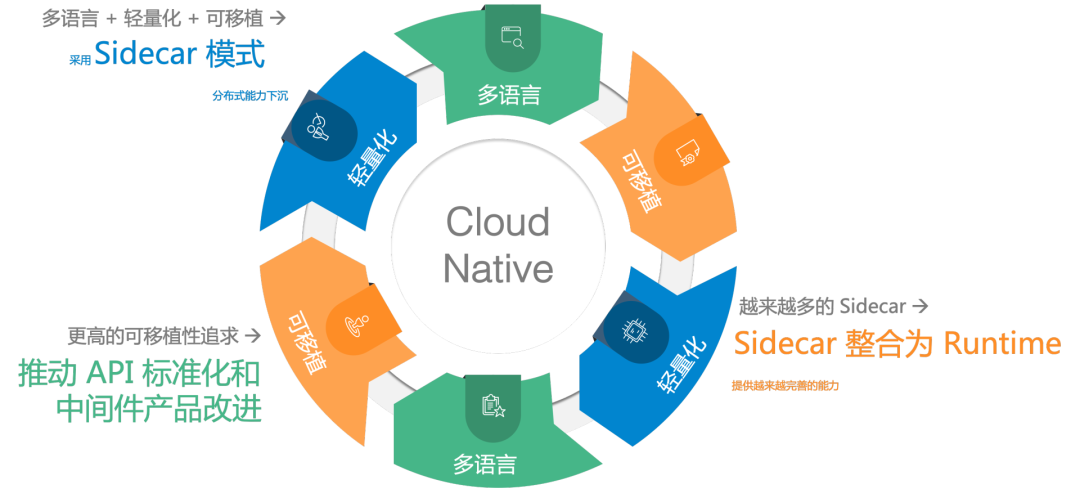 多语言 + 轻量化 + 可移植 →
采用 Sidecar 模式
分布式能力下沉
多语言
可移植
轻量化
Cloud
Native
越来越多的 Sidecar →
Sidecar 整合为 Runtime
提供越来越完善的能力
更高的可移植性追求 →
推动 API 标准化和
中间件产品改进
可移植
轻量化
多语言